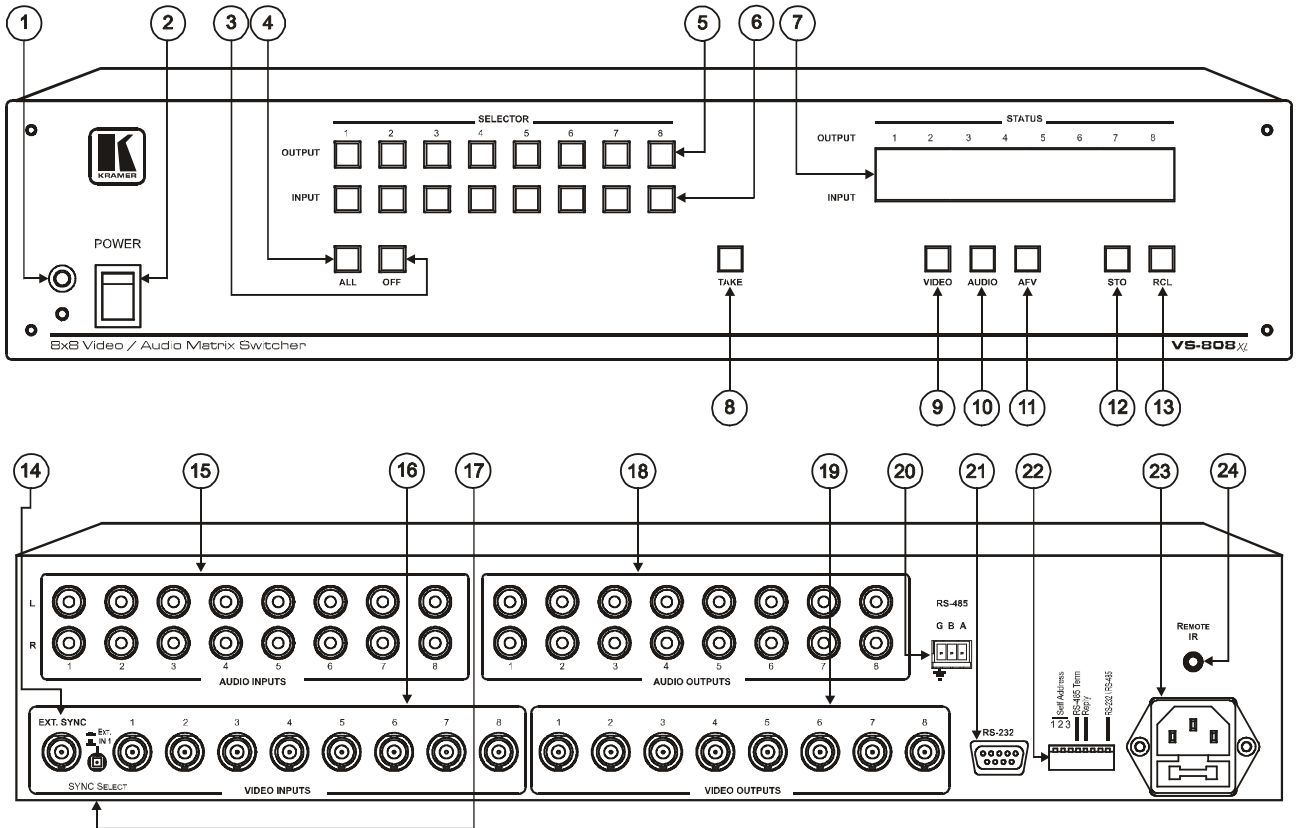 1 2 3 4 5 6 7
SELECTOR
1 2 3 4 5 6 7 8
OUTPUT
INPUT
STATUS
OUTPUT 1 2 3 4 5 6 7 8
INPUT
K
KRAMER
POWER
ALL OFF TAKE VIDEO AUDIO AFV STO RCL
8x8 Video / Audio Matrix Switcher
VS-808XL
8 9 10 11 12 13
14 15 16 17 18 19 20 21 22 23 24
L
R
1 2 3 4 5 6 7 8
AUDIO INPUTS
1 2 3 4 5 6 7 8
AUDIO OUTPUTS
RS-485
G B A
REMOTE
IR
EXT. SYNC
EXT.
IN 1
SYNC SELECT
1 2 3 4 5 6 7 8
VIDEO INPUTS
1 2 3 4 5 6 7 8
VIDEO OUTPUTS
RS-232
1 2 3
Self Address
RS-485 Term
Reply
RS-232 \ RS-485